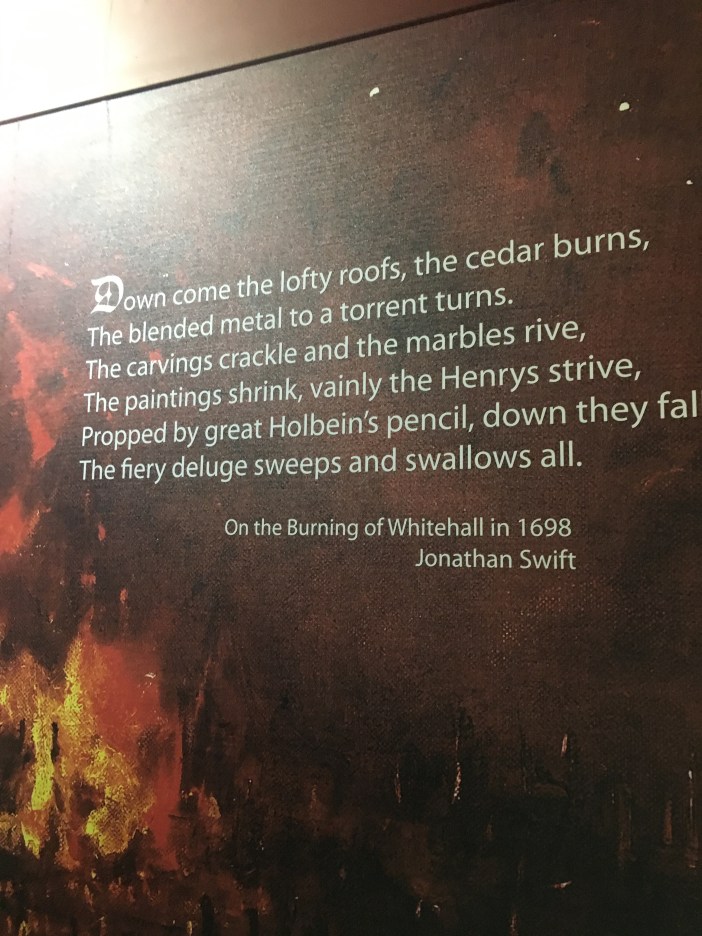 Down come the lofty roofs, the cedar burns,
The blended metal to a torrent turns.
The carvings crackle and the marbles rive,
The paintings shrink, vainly the Henrys strive,
Propped by great Holbein's pencil, down they fal
The fiery deluge sweeps and swallows all.
On the Burning of Whitehall in 1698
Jonathan Swift